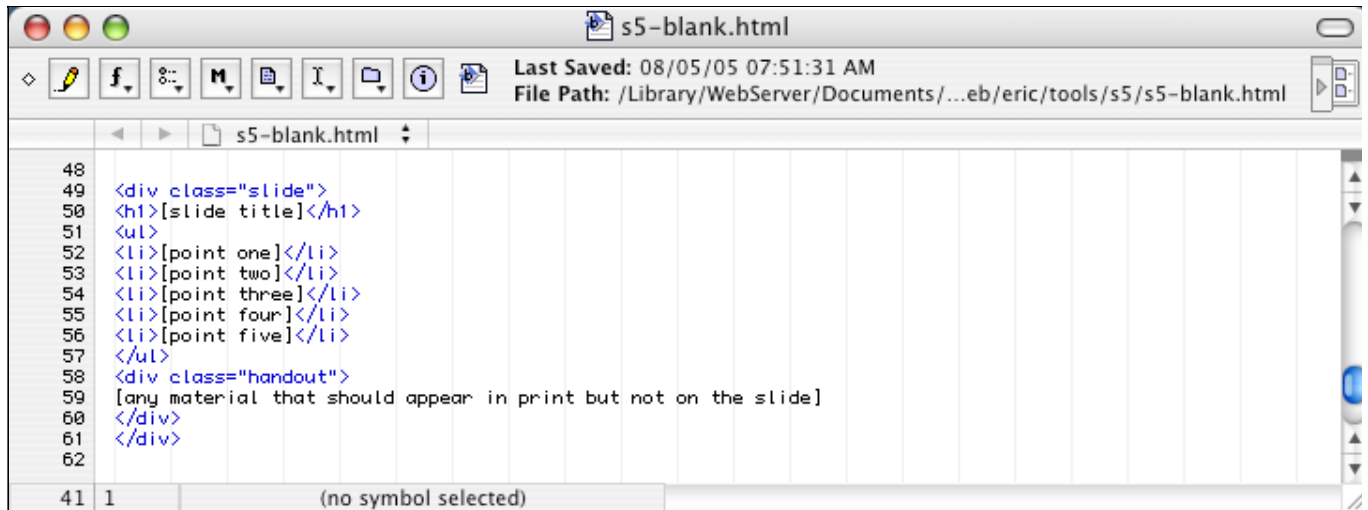 s5-blank.html
Last Saved: 08/05/05 07:51:31 AM
File Path: /Library/WebServer/Documents/...eb/eric/tools/s5/s5-blank.html
s5-blank.html
48
49 <div class="slide">
50 <h1>[slide title]</h1>
51 <ul>
52 <li>[point one]</li>
53 <li>[point two]</li>
54 <li>[point three]</li>
55 <li>[point four]</li>
56 <li>[point five]</li>
57 </ul>
58 <div class="handout">
59 [any material that should appear in print but not on the slide]
60 </div>
61 </div>
62
41 1 (no symbol selected)